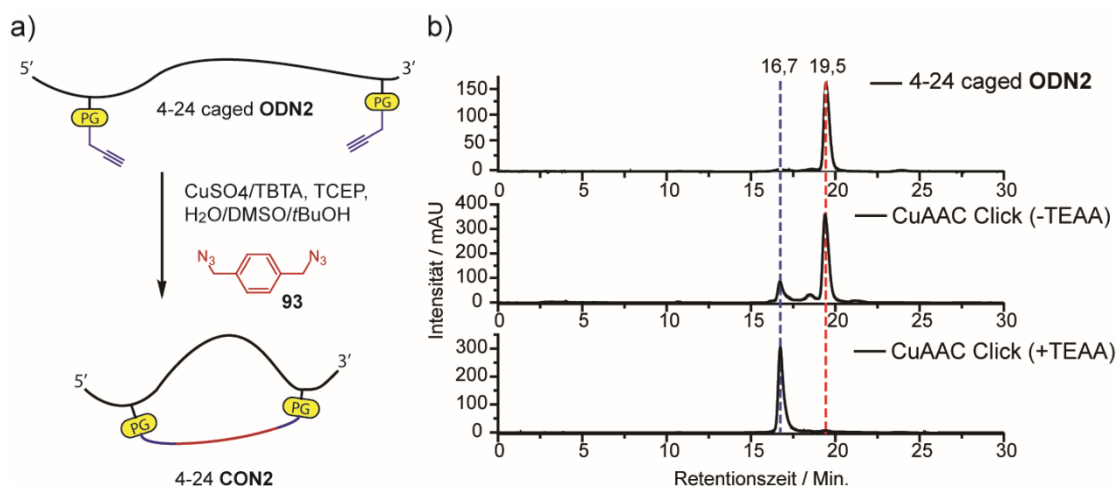 a)
5′
3′
PG
PG
4-24 caged ODN2
CuSO4/TBTA, TCEP,
H2O/DMSO/tBuOH
N3
N3
93
5′
3′
PG
PG
4-24 CON2
b)
16,7
19,5
4-24 caged ODN2
150
100
50
0
0
5
10
15
20
25
30
CuAAC Click (-TEAA)
400
300
200
100
0
0
5
10
15
20
25
30
CuAAC Click (+TEAA)
300
200
100
0
0
5
10
15
20
25
30
Intensität / mAU
Retentionszeit / Min.